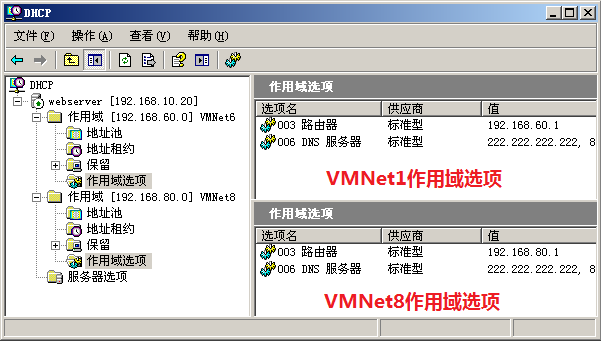 DHCP
文件(F) 操作(A) 查看(V) 帮助(H)
DHCP
webserver [192.168.10.20]
作用域 [192.168.60.0] VMNet6
地址池
地址租约
保留
作用域选项
作用域 [192.168.80.0] VMNet8
地址池
地址租约
保留
作用域选项
服务器选项
作用域选项
选项名 供应商 值
003 路由器 标准型 192.168.60.1
006 DNS 服务器 标准型 222.222.222.222, 8
VMNet1作用域选项
作用域选项
选项名 供应商 值
003 路由器 标准型 192.168.80.1
006 DNS 服务器 标准型 222.222.222.222, 8
VMNet8作用域选项